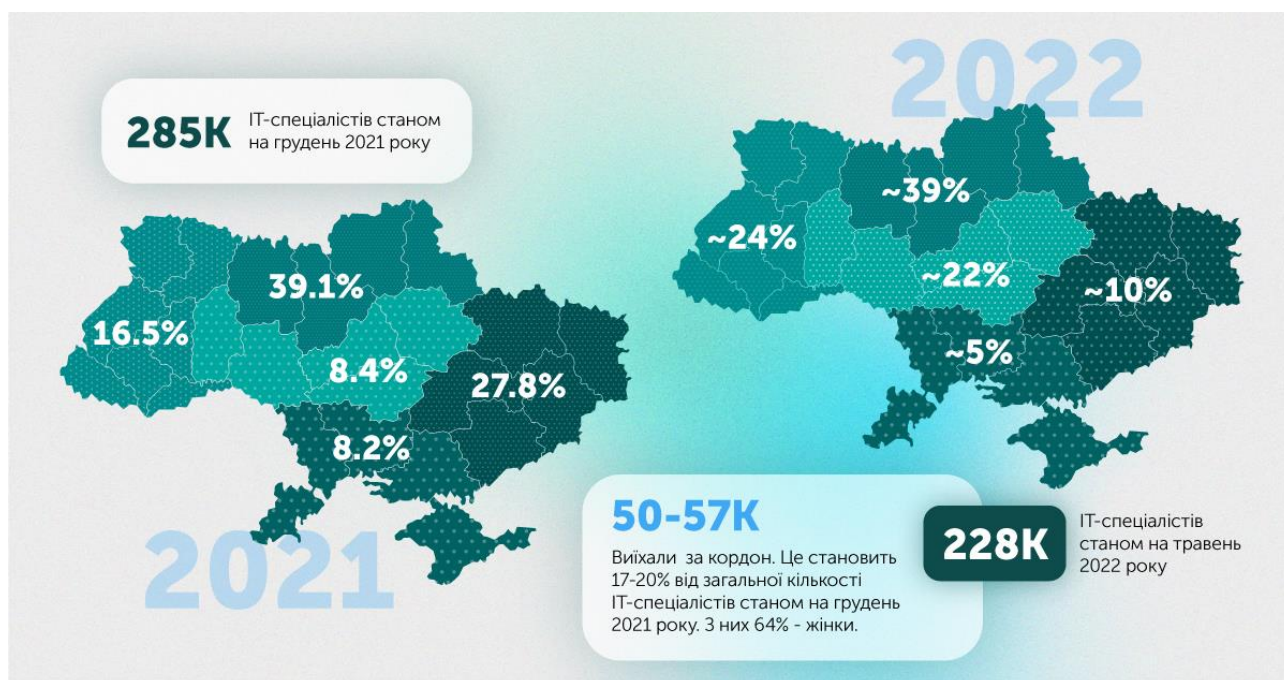 2022
285K
ІТ-спеціалістів станом
на грудень 2021 року
39.1%
16.5%
8.4%
27.8%
8.2%
2021
~39%
~24%
~22%
~10%
~5%
50-57K
Виїхали за кордон. Це становить
17-20% від загальної кількості
ІТ-спеціалістів станом на грудень
2021 року. З них 64% - жінки.
228K
ІТ-спеціалістів
станом на травень
2022 року